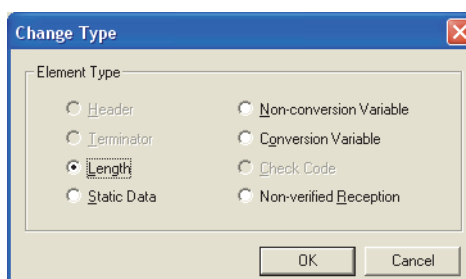 Change Type
Element Type
Header
Terminator
Length
Static Data
Non-conversion Variable
Conversion Variable
Check Code
Non-verified Reception
OK
Cancel